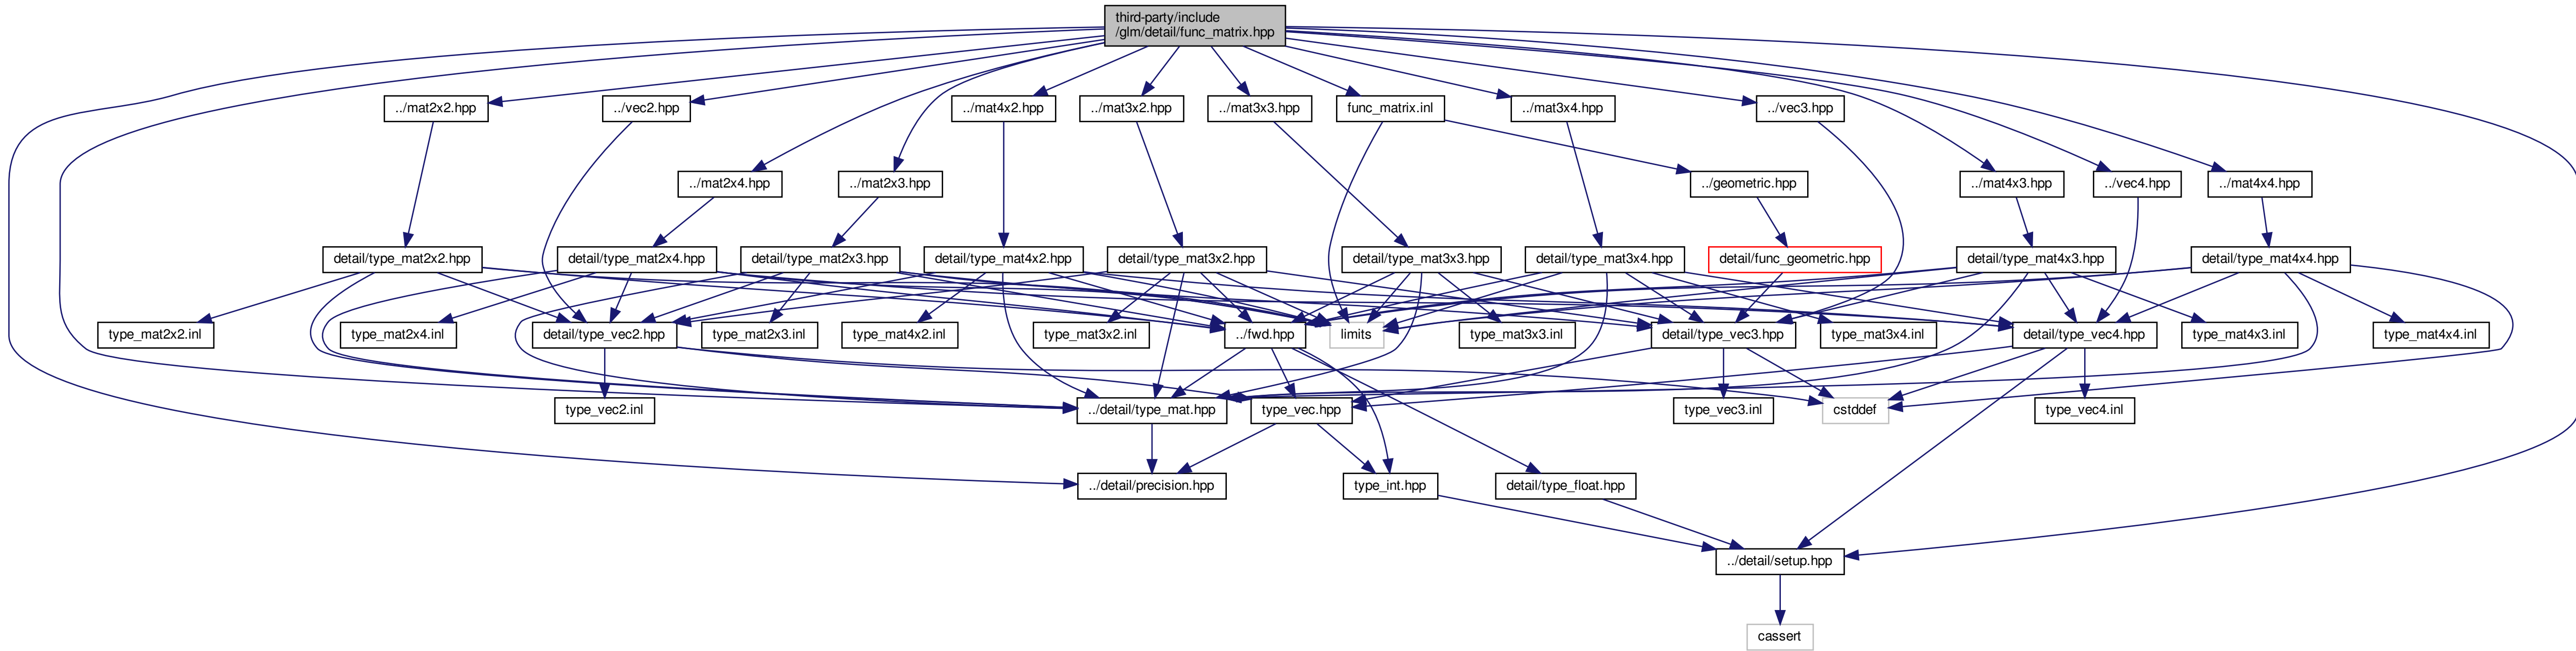 third-party/include
/glm/detail/func_matrix.hpp
../mat2x2.hpp
../vec2.hpp
../mat4x2.hpp
../mat3x2.hpp
../mat3x3.hpp
func_matrix.inl
../mat3x4.hpp
../vec3.hpp
../mat2x4.hpp
../mat2x3.hpp
../geometric.hpp
../mat4x3.hpp
../vec4.hpp
../mat4x4.hpp
detail/type_mat2x2.hpp
detail/type_mat2x4.hpp
detail/type_mat2x3.hpp
detail/type_mat4x2.hpp
detail/type_mat3x2.hpp
detail/type_mat3x3.hpp
detail/type_mat3x4.hpp
detail/func_geometric.hpp
detail/type_mat4x3.hpp
detail/type_mat4x4.hpp
type_mat2x2.inl
type_mat2x4.inl
detail/type_vec2.hpp
type_mat2x3.inl
type_mat4x2.inl
type_mat3x2.inl
../fwd.hpp
limits
type_mat3x3.inl
detail/type_vec3.hpp
type_mat3x4.inl
detail/type_vec4.hpp
type_mat4x3.inl
type_mat4x4.inl
type_vec2.inl
../detail/type_mat.hpp
type_vec.hpp
type_vec3.inl
cstddef
type_vec4.inl
../detail/precision.hpp
type_int.hpp
detail/type_float.hpp
../detail/setup.hpp
cassert